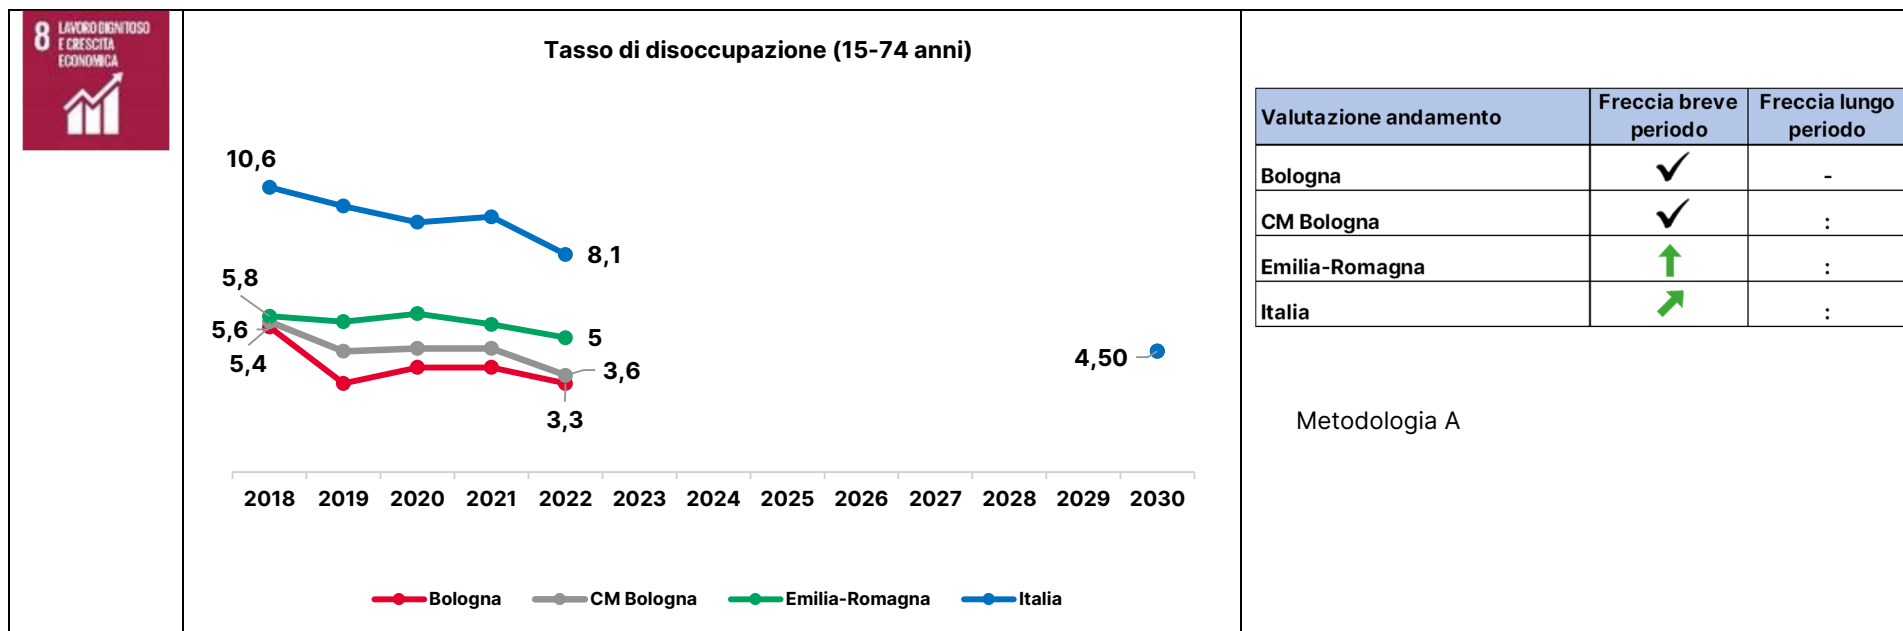 8 LAVORO DIGNITOSO
E CRESCITA
ECONOMICA
Tasso di disoccupazione (15-74 anni)
10,6
8,1
5,8
5,6
5,4
5
3,6
3,3
4,50
2018 2019 2020 2021 2022 2023 2024 2025 2026 2027 2028 2029 2030
Bologna CM Bologna Emilia-Romagna Italia
Valutazione andamento Freccia breve periodo Freccia lungo periodo
Bologna -
CM Bologna :
Emilia-Romagna :
Italia :
Metodologia A